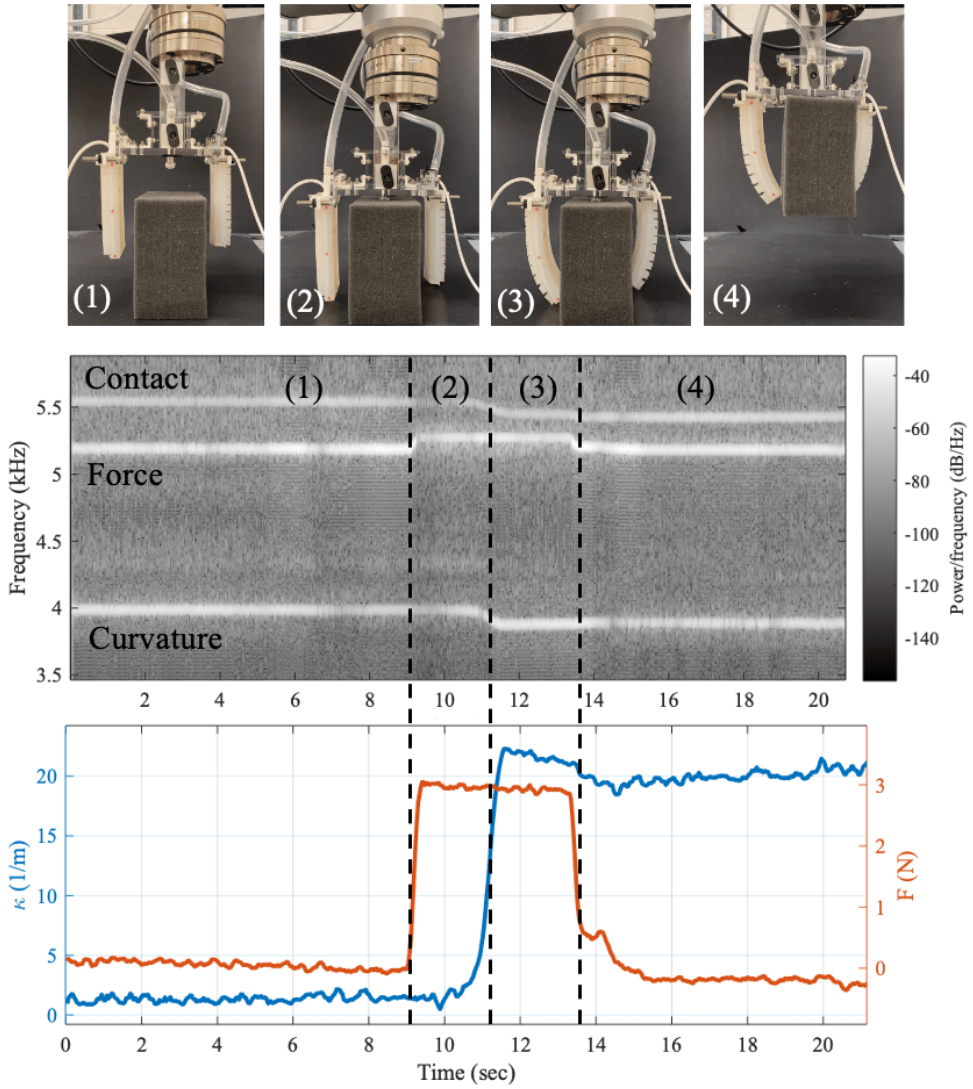 (1) (2) (3) (4)
Contact (1) (2) (3) (4)
Force
Curvature
Frequency (kHz)
5.5
5
4.5
4
3.5
2 4 6 8 10 12 14 16 18 20
-40
-60
-80
-100
-120
-140
Power/frequency (dB/Hz)
κ (1/m)
20
15
10
5
0
3
2
1
0
F (N)
0 2 4 6 8 10 12 14 16 18 20
Time (sec)